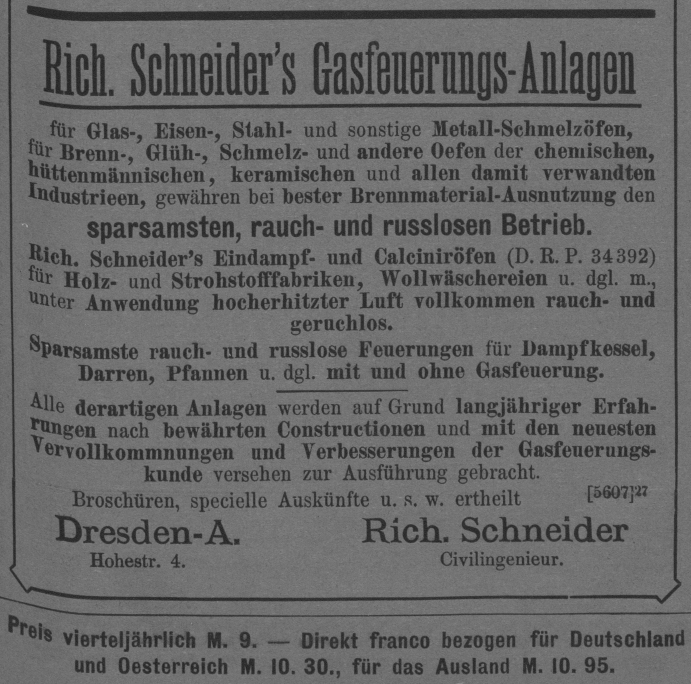 Rich. Schneider's Gasfeuerungs-Anlagen
für Glas-, Eisen-, Stahl- und sonstige Metall-Schmelzöfen,
für Brenn-, Glüh-, Schmelz- und andere Oefen der chemischen,
hüttenmännischen, keramischen und allen damit verwandten
Industrieen, gewähren bei bester Brennmaterial-Ausnutzung den
sparsamsten, rauch- und russlosen Betrieb.
Rich. Schneider's Eindampf- und Calciniröfen (D. R. P. 34392)
für Holz- und Strohstofffabriken, Wollwäschereien u. dgl. m.,
unter Anwendung hocherhitzter Luft vollkommen rauch- und
geruchlos.
Sparsamste rauch- und russlose Feuerungen für Dampfkessel,
Darren, Pfannen u. dgl. mit und ohne Gasfeuerung.
Alle derartigen Anlagen werden auf Grund langjähriger Erfah-
rungen nach bewährten Constructionen und mit den neuesten
Vervollkommnungen und Verbesserungen der Gasfeuerungs-
kunde versehen zur Ausführung gebracht.
Broschüren, specielle Auskünfte u. s. w. ertheilt [5607]27
Dresden-A. Rich. Schneider
Hohestr. 4. Civilingenieur.
Preis vierteljährlich M. 9. — Direkt franco bezogen für Deutschland
und Oesterreich M. 10. 30., für das Ausland M. 10. 95.